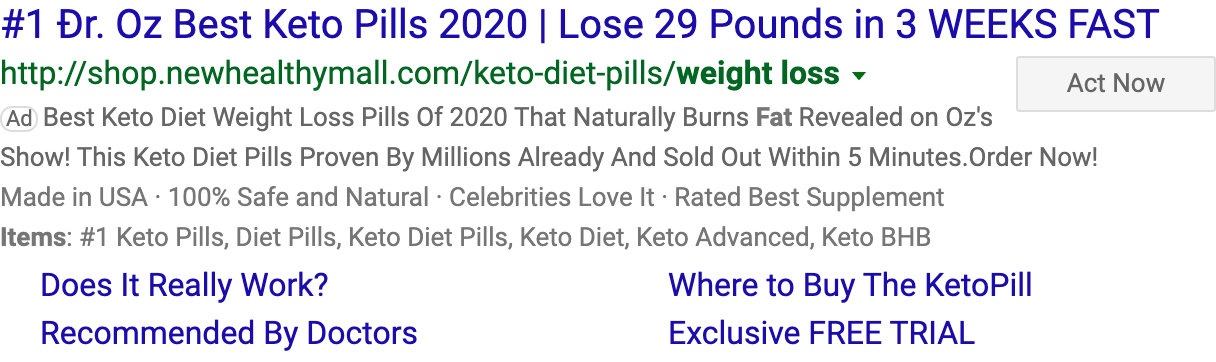 #1 Ðr. Oz Best Keto Pills 2020 | Lose 29 Pounds in 3 WEEKS FAST
http://shop.newhealthymall.com/keto-diet-pills/weight loss
Act Now
Ad Best Keto Diet Weight Loss Pills Of 2020 That Naturally Burns Fat Revealed on Oz's
Show! This Keto Diet Pills Proven By Millions Already And Sold Out Within 5 Minutes.Order Now!
Made in USA · 100% Safe and Natural · Celebrities Love It · Rated Best Supplement
Items: #1 Keto Pills, Diet Pills, Keto Diet Pills, Keto Diet, Keto Advanced, Keto BHB
Does It Really Work?
Where to Buy The KetoPill
Recommended By Doctors
Exclusive FREE TRIAL